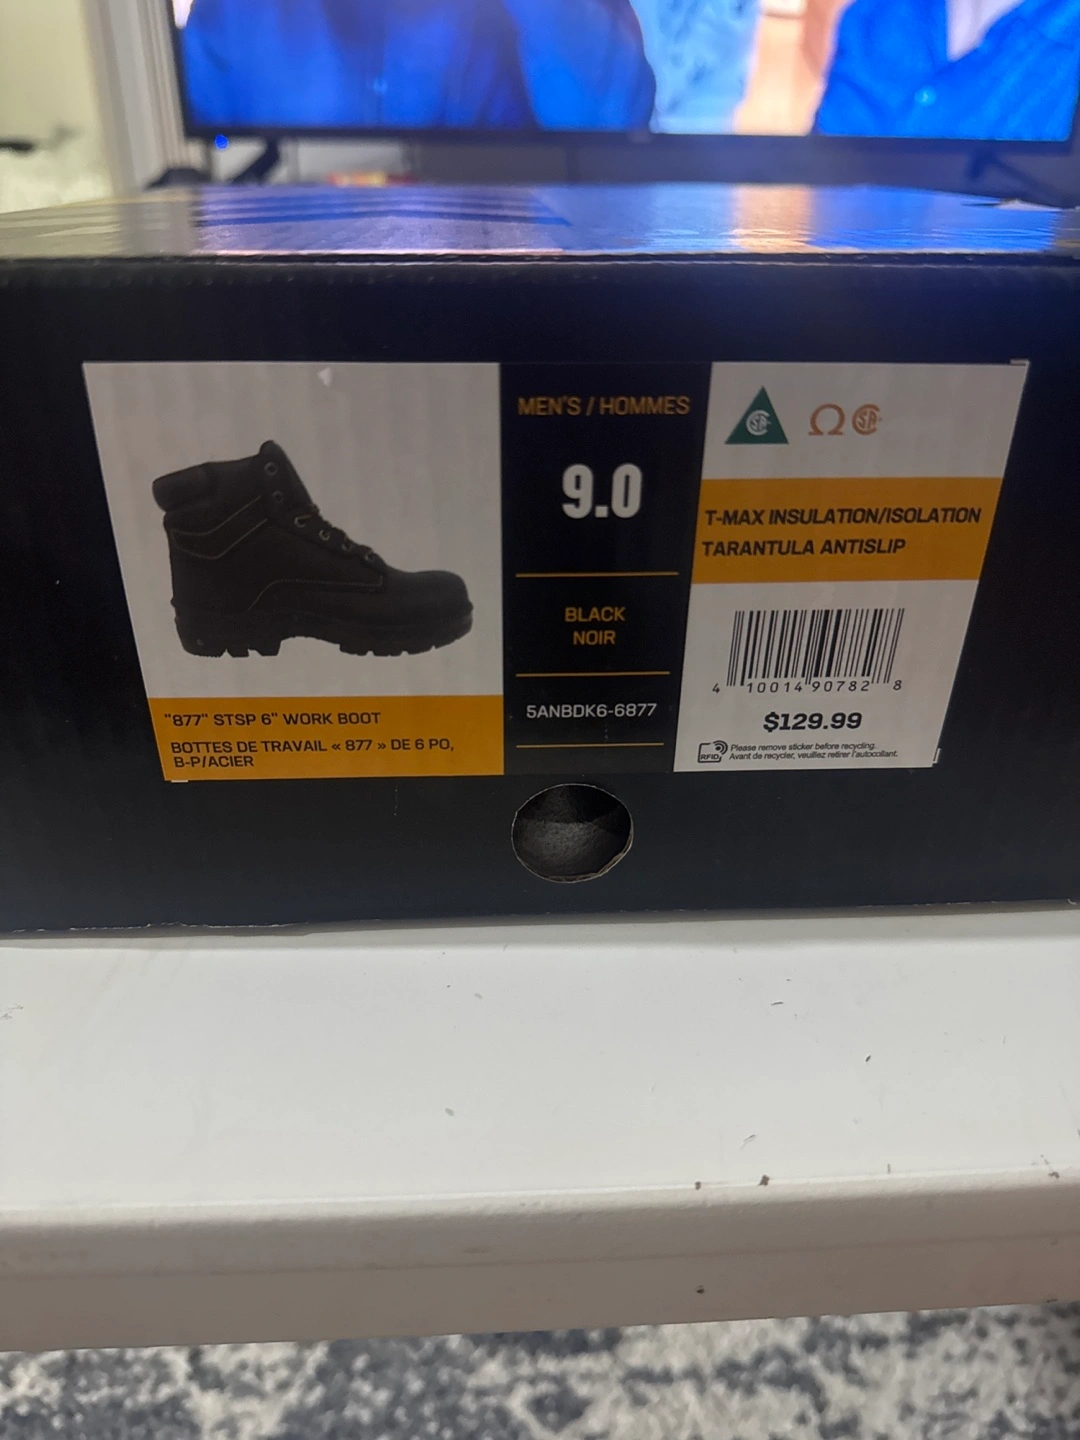 MEN'S / HOMMES
9.0
BLACK
NOIR
5ANBDK6-6877
"877" STSP 6" WORK BOOT
BOTTES DE TRAVAIL « 877 » DE 6 PO,
B-P/ACIER
CSA
Ω CSA
T-MAX INSULATION/ISOLATION
TARANTULA ANTISLIP
4 10014 90782 8
$129.99
RFID
Please remove sticker before recycling.
Avant de recycler, veuillez retirer l'autocollant.